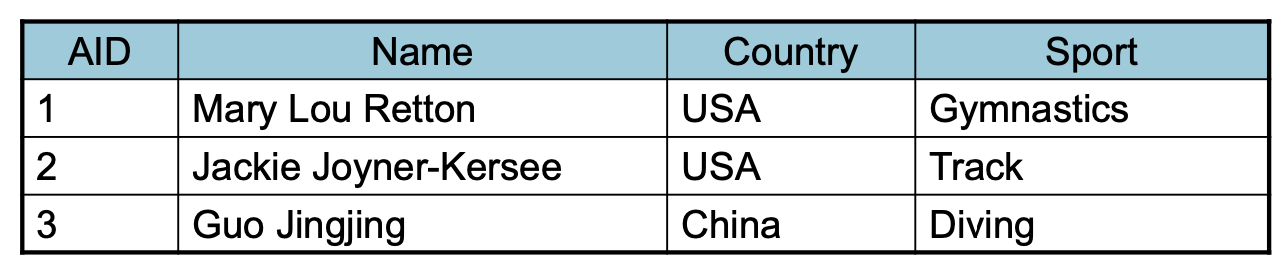 AID Name Country Sport
1 Mary Lou Retton USA Gymnastics
2 Jackie Joyner-Kersee USA Track
3 Guo Jingjing China Diving